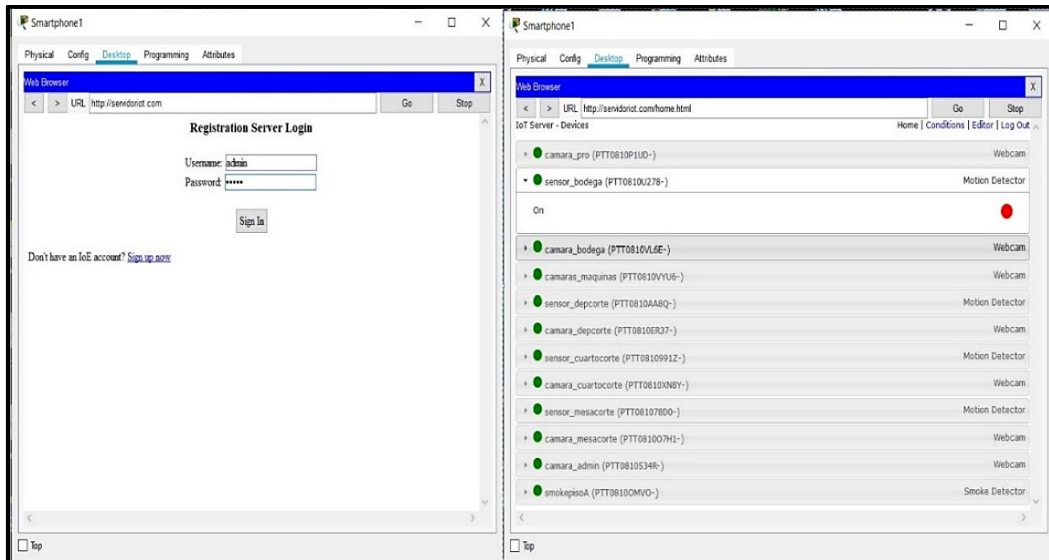 Smartphone1
Physical Config Desktop Programming Attributes
Web Browser X
< > URL http://servidoriot.com Go Stop
Registration Server Login
Username: admin
Password: •••••
Sign In
Don't have an IoE account? Sign up now
Top
Smartphone1
Physical Config Desktop Programming Attributes
Web Browser X
< > URL http://servidoriot.com/home.html Go Stop
IoT Server - Devices Home | Conditions | Editor | Log Out
camara_pro (PTT0810P1UD-) Webcam
sensor_bodega (PTT0810U278-) Motion Detector
On
camara_bodega (PTT0810VL6E-) Webcam
camaras_maquinas (PTT0810VYU6-) Webcam
sensor_depcorte (PTT0810AA8Q-) Motion Detector
camara_depcorte (PTT0810ER37-) Webcam
sensor_cuartocorte (PTT0810991Z-) Motion Detector
camara_cuartocorte (PTT0810XN8Y-) Webcam
sensor_mesacorte (PTT081078D0-) Motion Detector
camara_mesacorte (PTT0810O7H1-) Webcam
camara_admin (PTT0810534R-) Webcam
smokepisoA (PTT0810OMVO-) Smoke Detector
Top